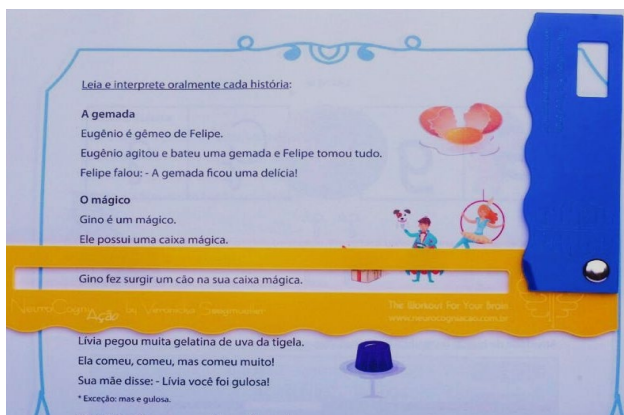 Leia e interprete oralmente cada história:
A gemada
Eugênio é gêmeo de Felipe.
Eugênio agitou e bateu uma gemada e Felipe tomou tudo.
Felipe falou: - A gemada ficou uma delícia!
O mágico
Gino é um mágico.
Ele possui uma caixa mágica.
Gino fez surgir um cão na sua caixa mágica.
NeuroCogniAção by Vieronicka Seegmueller
The Workout For Your Brain
www.neurocogniacao.com.br
Lívia pegou muita gelatina de uva da tigela.
Ela comeu, comeu, mas comeu muito!
Sua mãe disse: - Lívia você foi gulosa!
* Exceção: mas e gulosa.